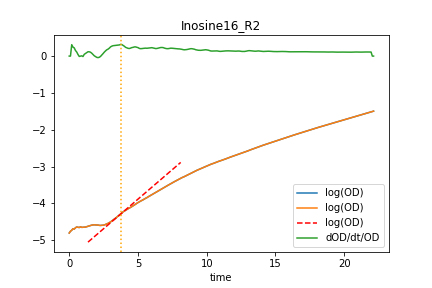 Inosine16_R2
0
−1
−2
−3
−4
−5
0 5 10 15 20
time
log(OD)
log(OD)
log(OD)
dOD/dt/OD